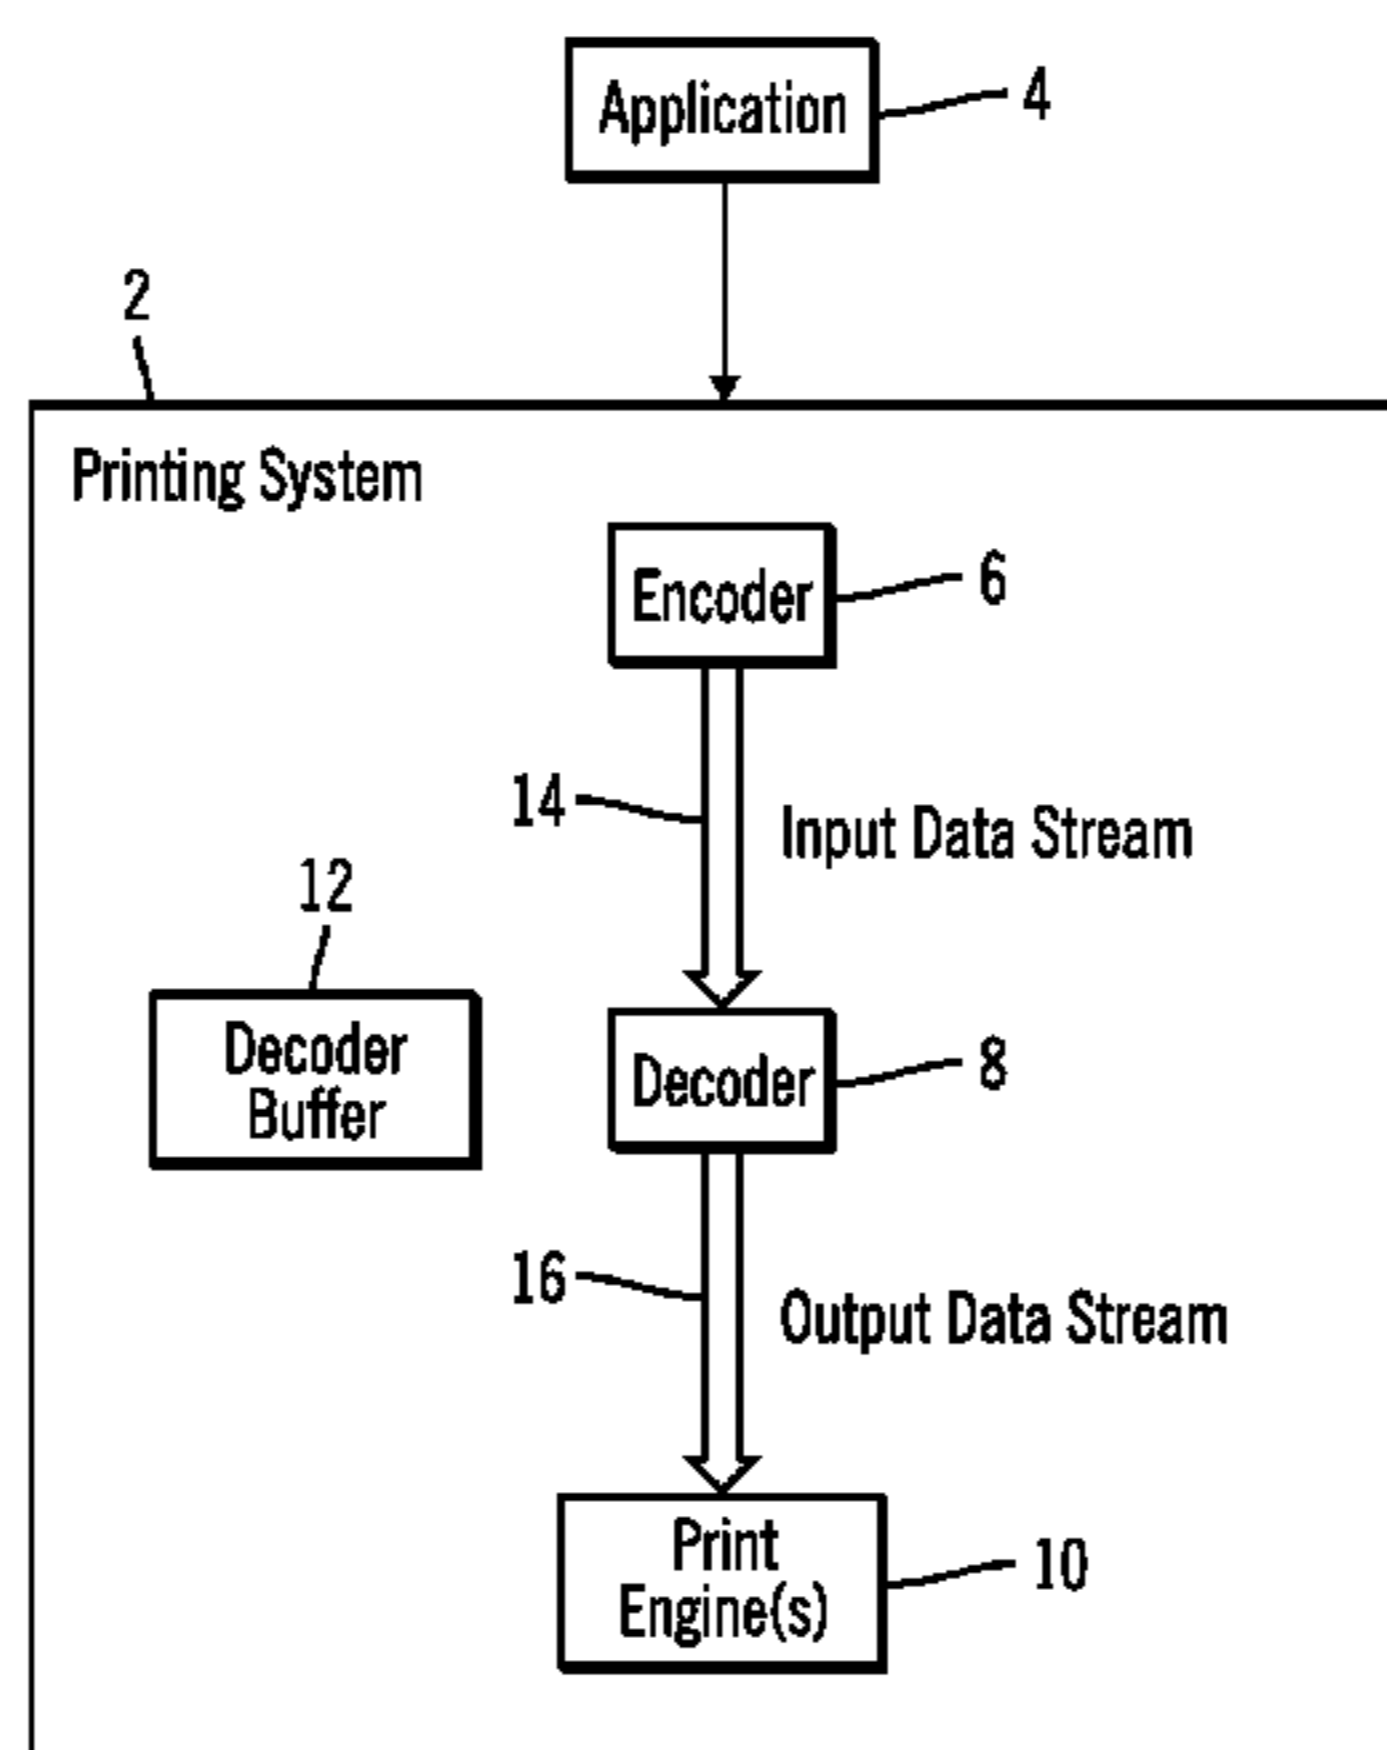 Application
4
2
Printing System
Encoder
6
14
Input Data Stream
12
Decoder
Buffer
Decoder
8
16
Output Data Stream
Print
Engine(s)
10